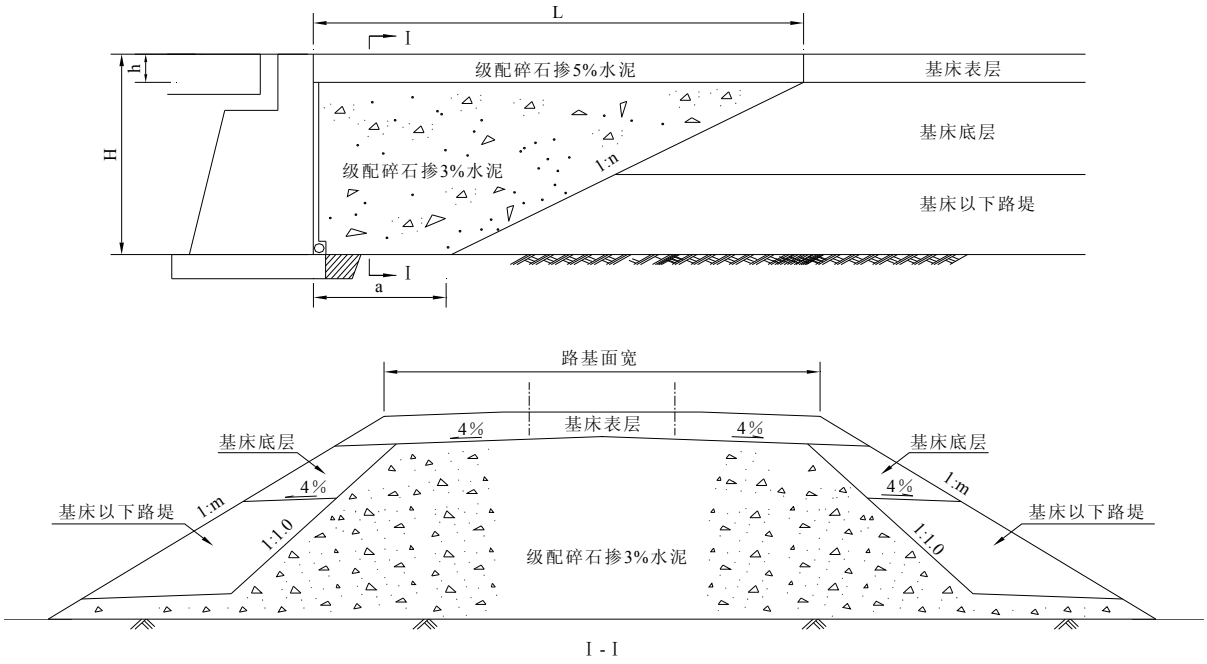 L
I
h
级配碎石掺5%水泥
基床表层
H
基床底层
级配碎石掺3%水泥
1:n
基床以下路堤
I
a
路基面宽
基床表层
4%
4%
基床底层
基床底层
4%
4%
1:m
1:m
基床以下路堤
基床以下路堤
1:1.0
1:1.0
级配碎石掺3%水泥
I - I